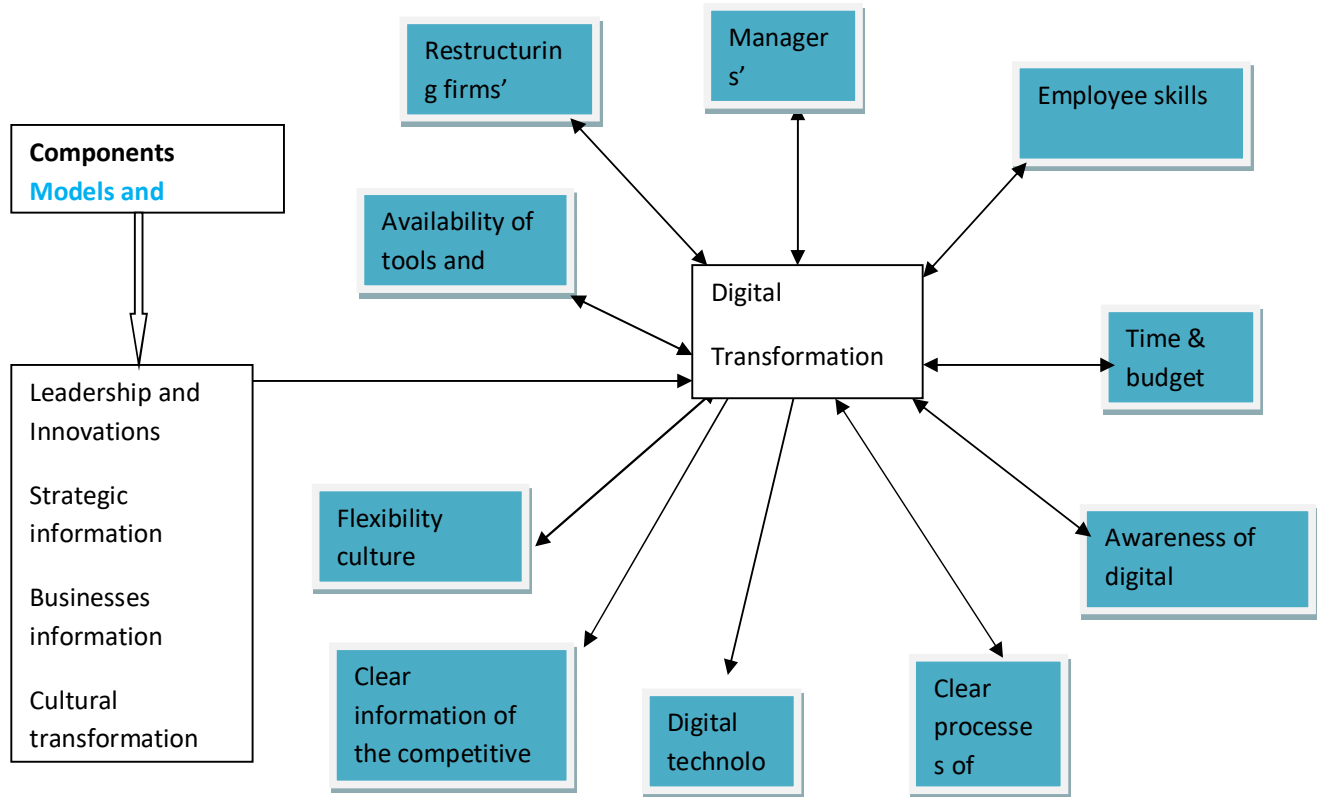 Restructurin
g firms’
Manager
s’
Employee skills
Components
Models and
Availability of
tools and
Digital
Transformation
Time &
budget
Leadership and
Innovations
Strategic
information
Businesses
information
Cultural
transformation
Flexibility
culture
Awareness of
digital
Clear
information of
the competitive
Digital
technolo
Clear
processe
s of